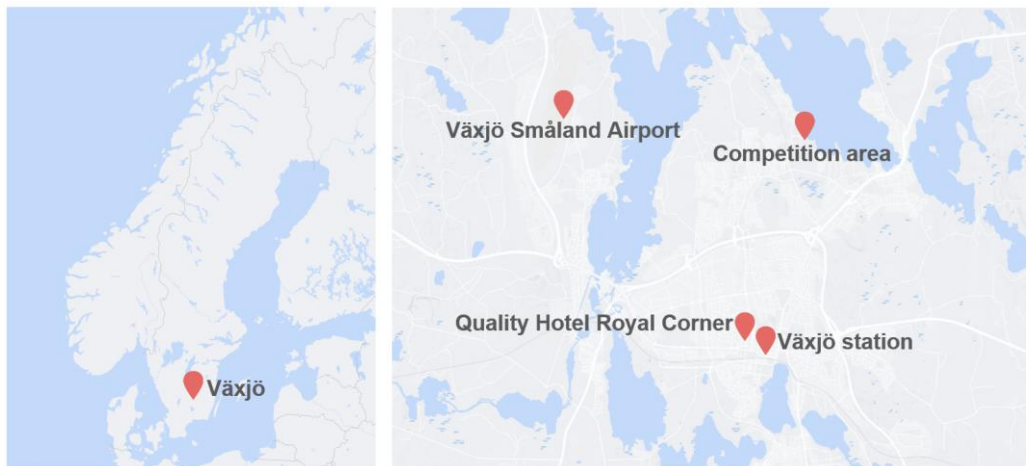 Växjö
Växjö Småland Airport
Competition area
Quality Hotel Royal Corner
Växjö station